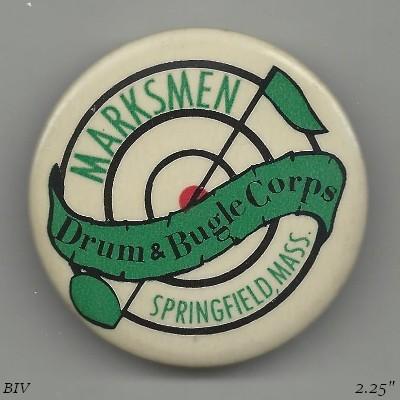 MARKSMEN
Drum & Bugle Corps
SPRINGFIELD, MASS.
BIV
2.25"